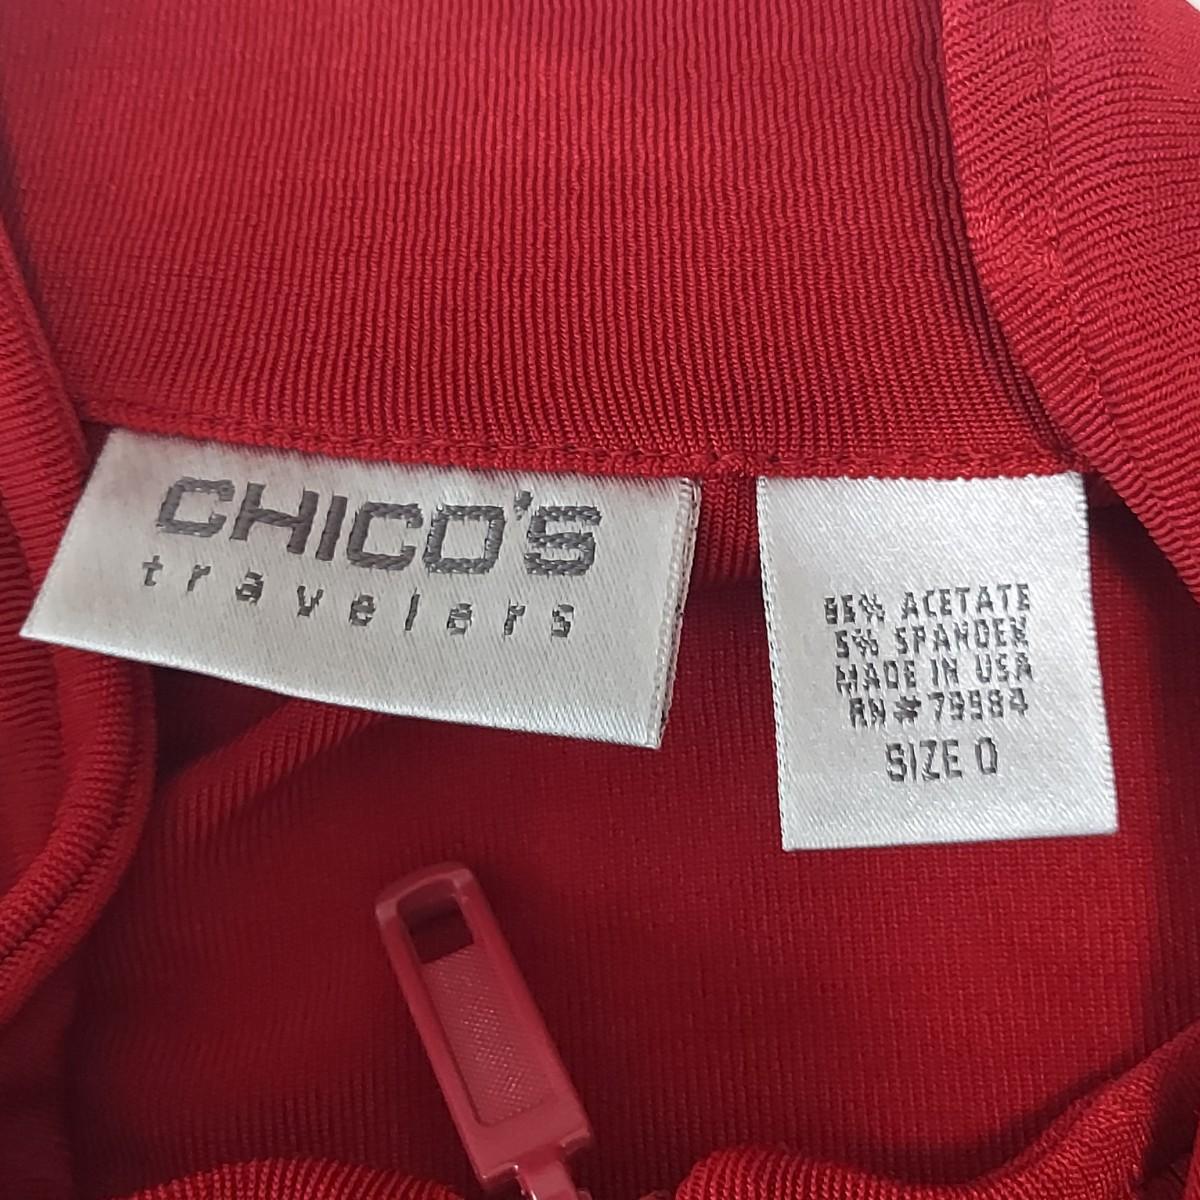 CHICO'S
travelers
95% ACETATE
5% SPANDEX
MADE IN USA
RN# 79984
SIZE 0